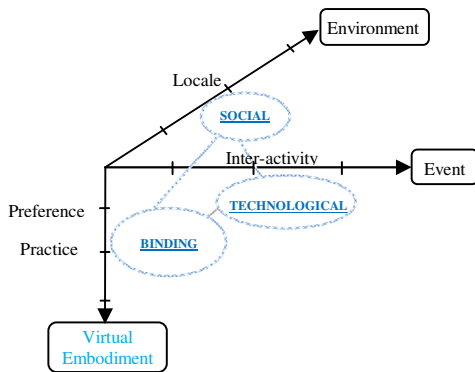 Environment
Locale
SOCIAL
Inter-activity
Event
Preference
TECHNOLOGICAL
Practice
BINDING
Virtual
Embodiment